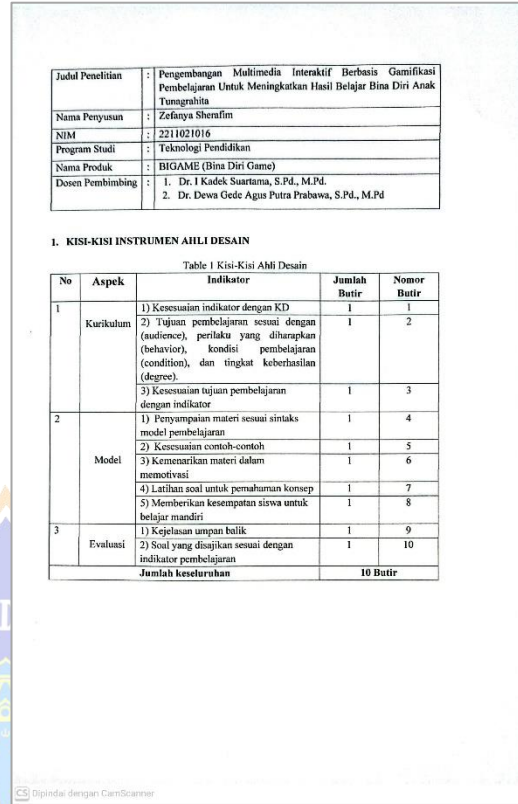 Judul Penelitian : Pengembangan Multimedia Interaktif Berbasis Gamifikasi
Pembelajaran Untuk Meningkatkan Hasil Belajar Bina Diri Anak
Tunagrahita
Nama Penyusun : Zefanya Sherafim
NIM : 2211021016
Program Studi : Teknologi Pendidikan
Nama Produk : BIGAME (Bina Diri Game)
Dosen Pembimbing : 1. Dr. I Kadek Suartama, S.Pd., M.Pd.
2. Dr. Dewa Gede Agus Putra Prabawa, S.Pd., M.Pd
1. KISI-KISI INSTRUMEN AHLI DESAIN
Table 1 Kisi-Kisi Ahli Desain
No Aspek Indikator Jumlah Nomor
Butir Butir
1 Kurikulum 1) Kesesuaian indikator dengan KD 1 1
2) Tujuan pembelajaran sesuai dengan 1 2
(audience), perilaku yang diharapkan
(behavior), kondisi pembelajaran
(condition), dan tingkat keberhasilan
(degree).
3) Kesesuaian tujuan pembelajaran 1 3
dengan indikator
2 Model 1) Penyampaian materi sesuai sintaks 1 4
model pembelajaran
2) Kesesuaian contoh-contoh 1 5
3) Kemenarikan materi dalam 1 6
memotivasi
4) Latihan soal untuk pemahaman konsep 1 7
5) Memberikan kesempatan siswa untuk 1 8
belajar mandiri
3 Evaluasi 1) Kejelasan umpan balik 1 9
2) Soal yang disajikan sesuai dengan 1 10
indikator pembelajaran
Jumlah keseluruhan 10 Butir
CS Dipindai dengan CamScanner